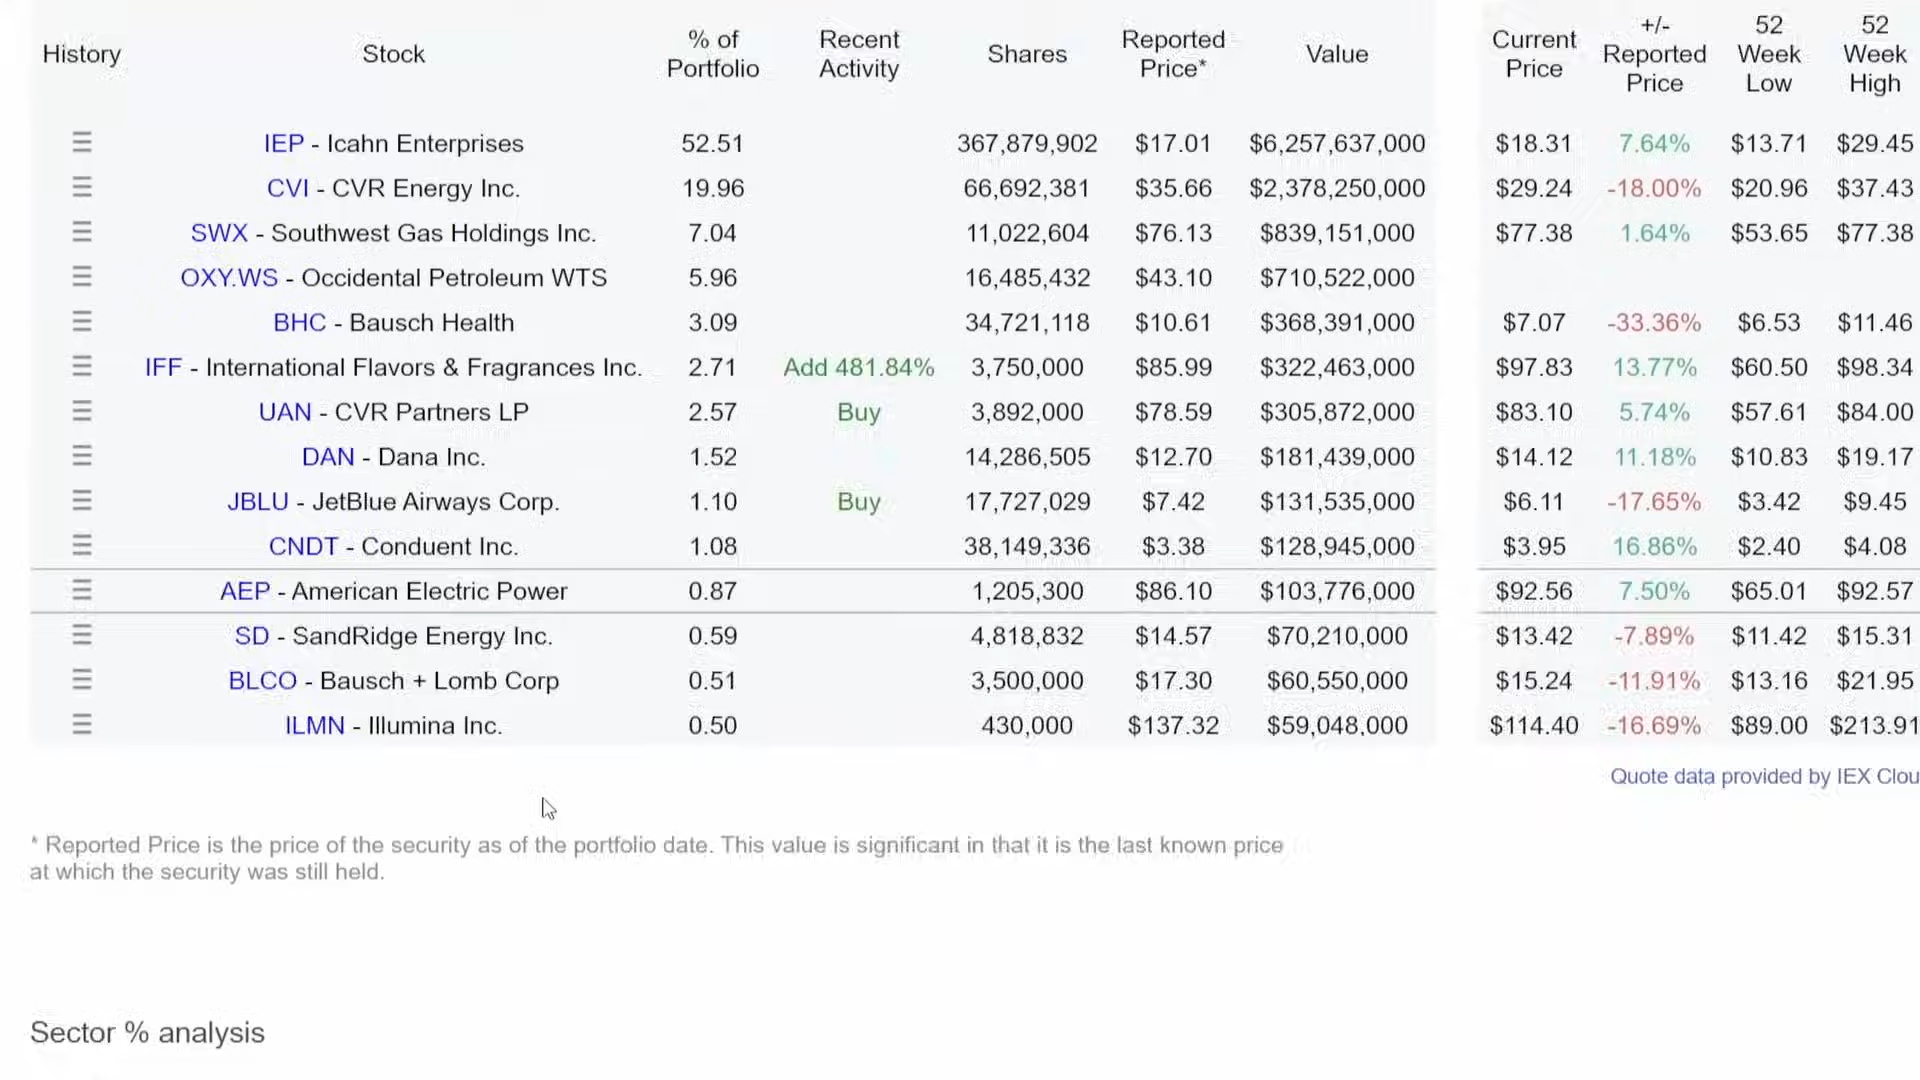 History Stock % of Portfolio Recent Activity Shares Reported Price* Value Current Price +/- Reported Price 52 Week Low 52 Week High
IEP - Icahn Enterprises 52.51 367,879,902 $17.01 $6,257,637,000 $18.31 7.64% $13.71 $29.45
CVI - CVR Energy Inc. 19.96 66,692,381 $35.66 $2,378,250,000 $29.24 -18.00% $20.96 $37.43
SWX - Southwest Gas Holdings Inc. 7.04 11,022,604 $76.13 $839,151,000 $77.38 1.64% $53.65 $77.38
OXY.WS - Occidental Petroleum WTS 5.96 16,485,432 $43.10 $710,522,000
BHC - Bausch Health 3.09 34,721,118 $10.61 $368,391,000 $7.07 -33.36% $6.53 $11.46
IFF - International Flavors & Fragrances Inc. 2.71 Add 481.84% 3,750,000 $85.99 $322,463,000 $97.83 13.77% $60.50 $98.34
UAN - CVR Partners LP 2.57 Buy 3,892,000 $78.59 $305,872,000 $83.10 5.74% $57.61 $84.00
DAN - Dana Inc. 1.52 14,286,505 $12.70 $181,439,000 $14.12 11.18% $10.83 $19.17
JBLU - JetBlue Airways Corp. 1.10 Buy 17,727,029 $7.42 $131,535,000 $6.11 -17.65% $3.42 $9.45
CNDT - Conduent Inc. 1.08 38,149,336 $3.38 $128,945,000 $3.95 16.86% $2.40 $4.08
AEP - American Electric Power 0.87 1,205,300 $86.10 $103,776,000 $92.56 7.50% $65.01 $92.57
SD - SandRidge Energy Inc. 0.59 4,818,832 $14.57 $70,210,000 $13.42 -7.89% $11.42 $15.31
BLCO - Bausch + Lomb Corp 0.51 3,500,000 $17.30 $60,550,000 $15.24 -11.91% $13.16 $21.95
ILMN - Illumina Inc. 0.50 430,000 $137.32 $59,048,000 $114.40 -16.69% $89.00 $213.91
Quote data provided by IEX Clou
* Reported Price is the price of the security as of the portfolio date. This value is significant in that it is the last known price
at which the security was still held.
Sector % analysis